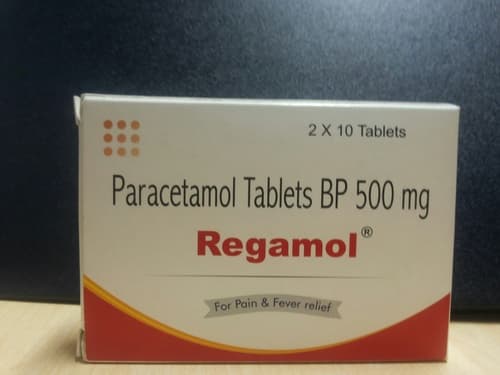 2 X 10 Tablets
Paracetamol Tablets BP 500 mg
Regamol®
For Pain & Fever relief